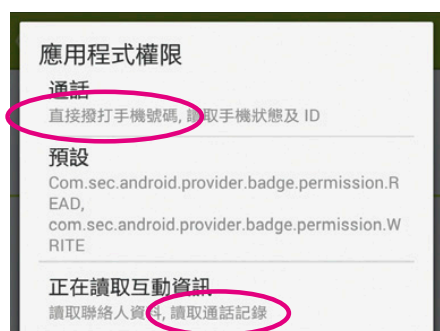 應用程式權限
通話
直接撥打手機號碼, 讀取手機狀態及 ID
預設
Com.sec.android.provider.badge.permission.R
EAD,
com.sec.android.provider.badge.permission.W
RITE
正在讀取互動資訊
讀取聯絡人資料, 讀取通話記錄